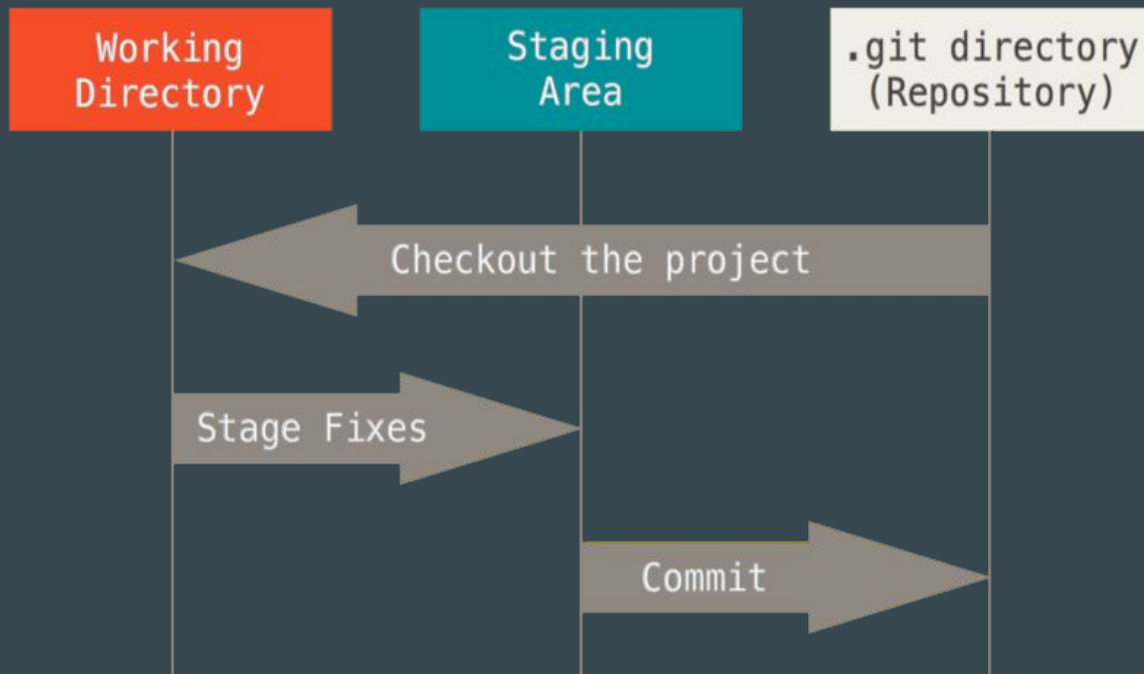 Working
Directory
Staging
Area
.git directory
(Repository)
Checkout the project
Stage Fixes
Commit